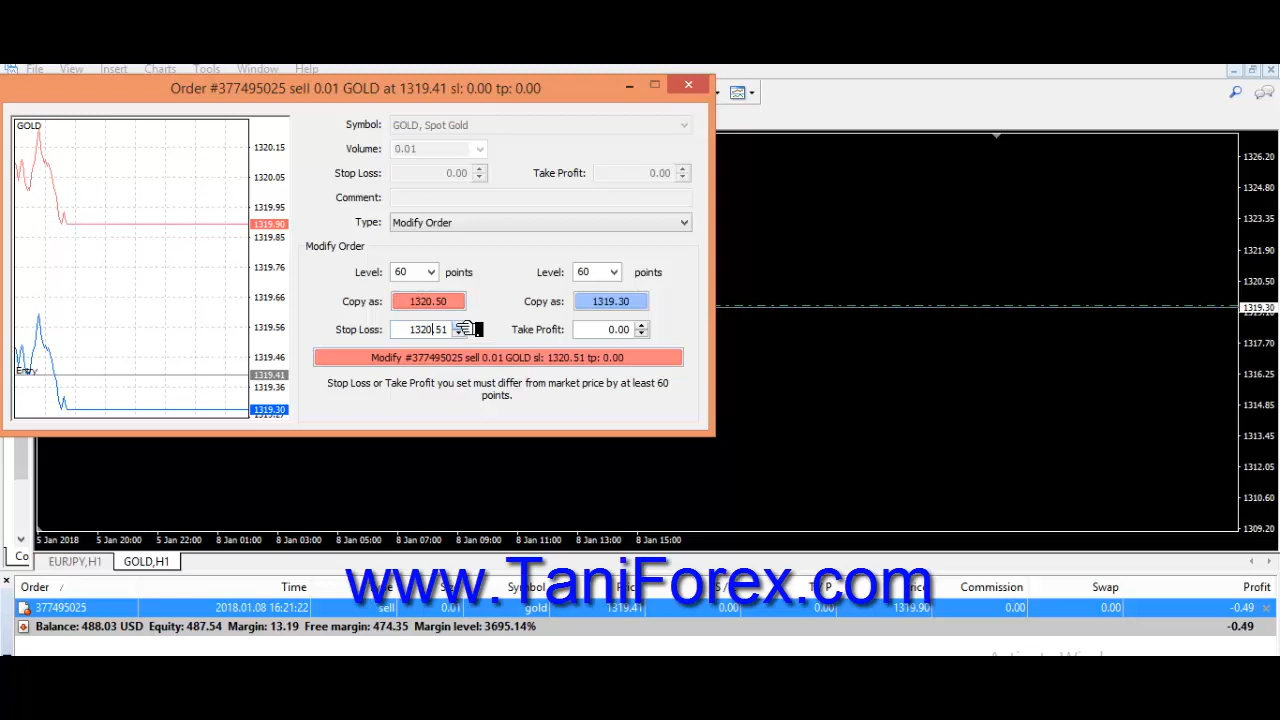 File View Insert Charts Tools Window Help
Order #377495025 sell 0.01 GOLD at 1319.41 sl: 0.00 tp: 0.00
GOLD
1320.15
1320.05
1319.95
1319.90
1319.85
1319.76
1319.66
1319.56
1319.46
Entry
1319.41
1319.36
1319.30
Symbol: GOLD, Spot Gold
Volume: 0.01
Stop Loss: 0.00 Take Profit: 0.00
Comment:
Type: Modify Order
Modify Order
Level: 60 points Level: 60 points
Copy as: 1320.50 Copy as: 1319.30
Stop Loss: 1320.51 Take Profit: 0.00
Modify #377495025 sell 0.01 GOLD sl: 1320.51 tp: 0.00
Stop Loss or Take Profit you set must differ from market price by at least 60
points.
1326.20
1324.80
1323.35
1321.90
1320.50
1319.30
1317.70
1316.25
1314.85
1313.45
1312.05
1310.60
1309.20
5 Jan 2018 5 Jan 20:00 5 Jan 22:00 8 Jan 01:00 8 Jan 03:00 8 Jan 05:00 8 Jan 07:00 8 Jan 09:00 8 Jan 11:00 8 Jan 13:00 8 Jan 15:00
Co EURJPY,H1 GOLD,H1
www.TaniForex.com
Order / Time Symbol Commission Swap Profit
377495025 2018.01.08 16:21:22 sell 0.01 gold 1319.41 0.00 0.00 1319.90 0.00 0.00 -0.49
Balance: 488.03 USD Equity: 487.54 Margin: 13.19 Free margin: 474.35 Margin level: 3695.14% -0.49